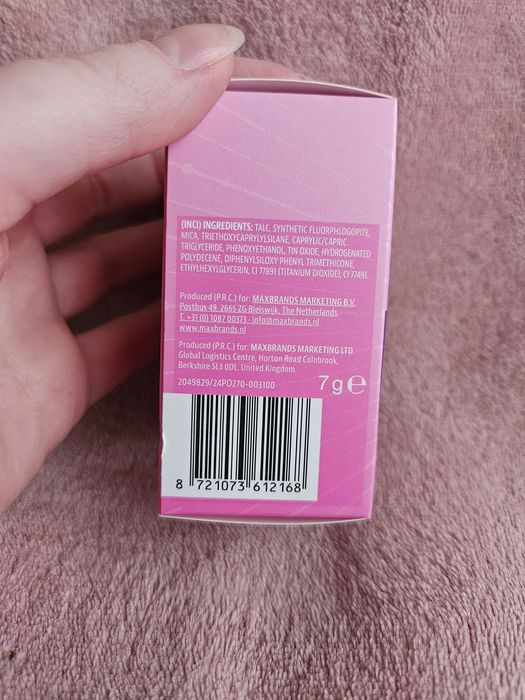 (INCI) INGREDIENTS: TALC, SYNTHETIC FLUORPHLOGOPITE,
MICA, TRIETHOXYCAPRYLYLSILANE, CAPRYLIC/CAPRIC
TRIGLYCERIDE, PHENOXYETHANOL, TIN OXIDE, HYDROGENATED
POLYDECENE, DIPHENYLSILOXY PHENYL TRIMETHICONE,
ETHYLHEXYLGLYCERIN, CI 77891 (TITANIUM DIOXIDE), CI 77491.
Produced (P.R.C.) for: MAXBRANDS MARKETING B.V.
Postbus 49, 2665 ZG Bleiswijk, The Netherlands.
T. +31 (0) 1087 00373 - info@maxbrands.nl
www.maxbrands.nl
Produced (P.R.C.) for: MAXBRANDS MARKETING LTD.
Global Logistics Centre, Horton Road Colnbrook,
Berkshire SL3 0DL. United Kingdom.
2049829/24PO270-003100
7g℮
8 721073 612168